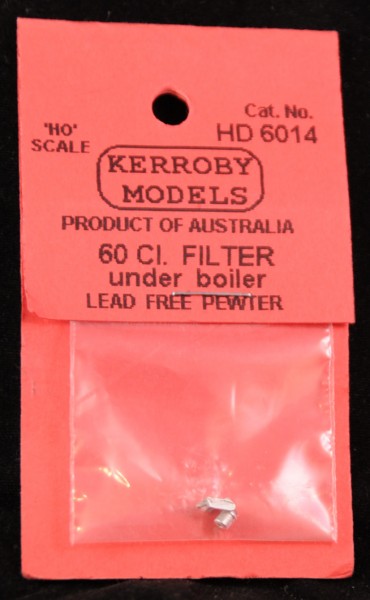 'HO'
SCALE
Cat. No.
HD 6014
KERROBY
MODELS
PRODUCT OF AUSTRALIA
60 Cl. FILTER
under boiler
LEAD FREE PEWTER